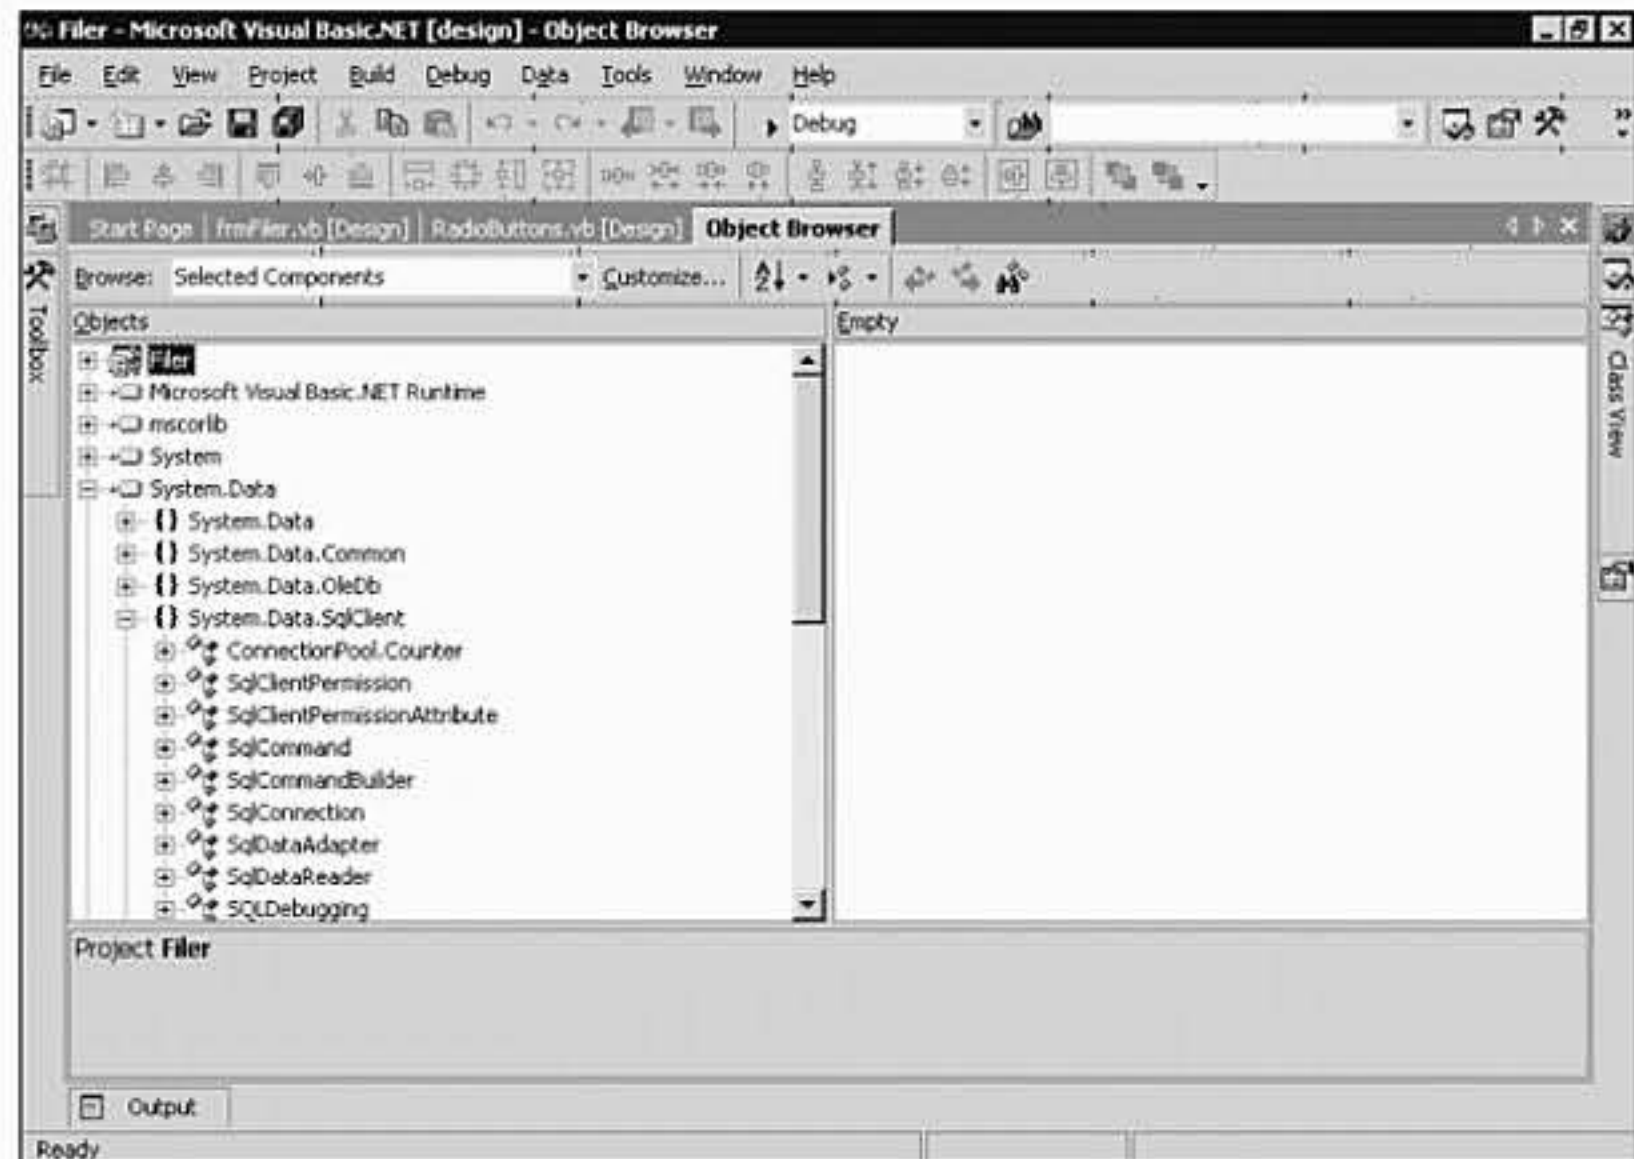 Filer - Microsoft Visual Basic.NET [design] - Object Browser
File Edit View Project Build Debug Data Tools Window Help
Debug
Start Page frmFiler.vb [Design] RadioButtons.vb [Design] Object Browser
Browse: Selected Components Customize...
Toolbox
Objects
Empty
Class View
Filer
Microsoft Visual Basic.NET Runtime
mscorlib
System
System.Data
{} System.Data
{} System.Data.Common
{} System.Data.OleDb
{} System.Data.SqlClient
ConnectionPool.Counter
SqlClientPermission
SqlClientPermissionAttribute
SqlCommand
SqlCommandBuilder
SqlConnection
SqlDataAdapter
SqlDataReader
SQLDebugging
Project Filer
Output
Ready